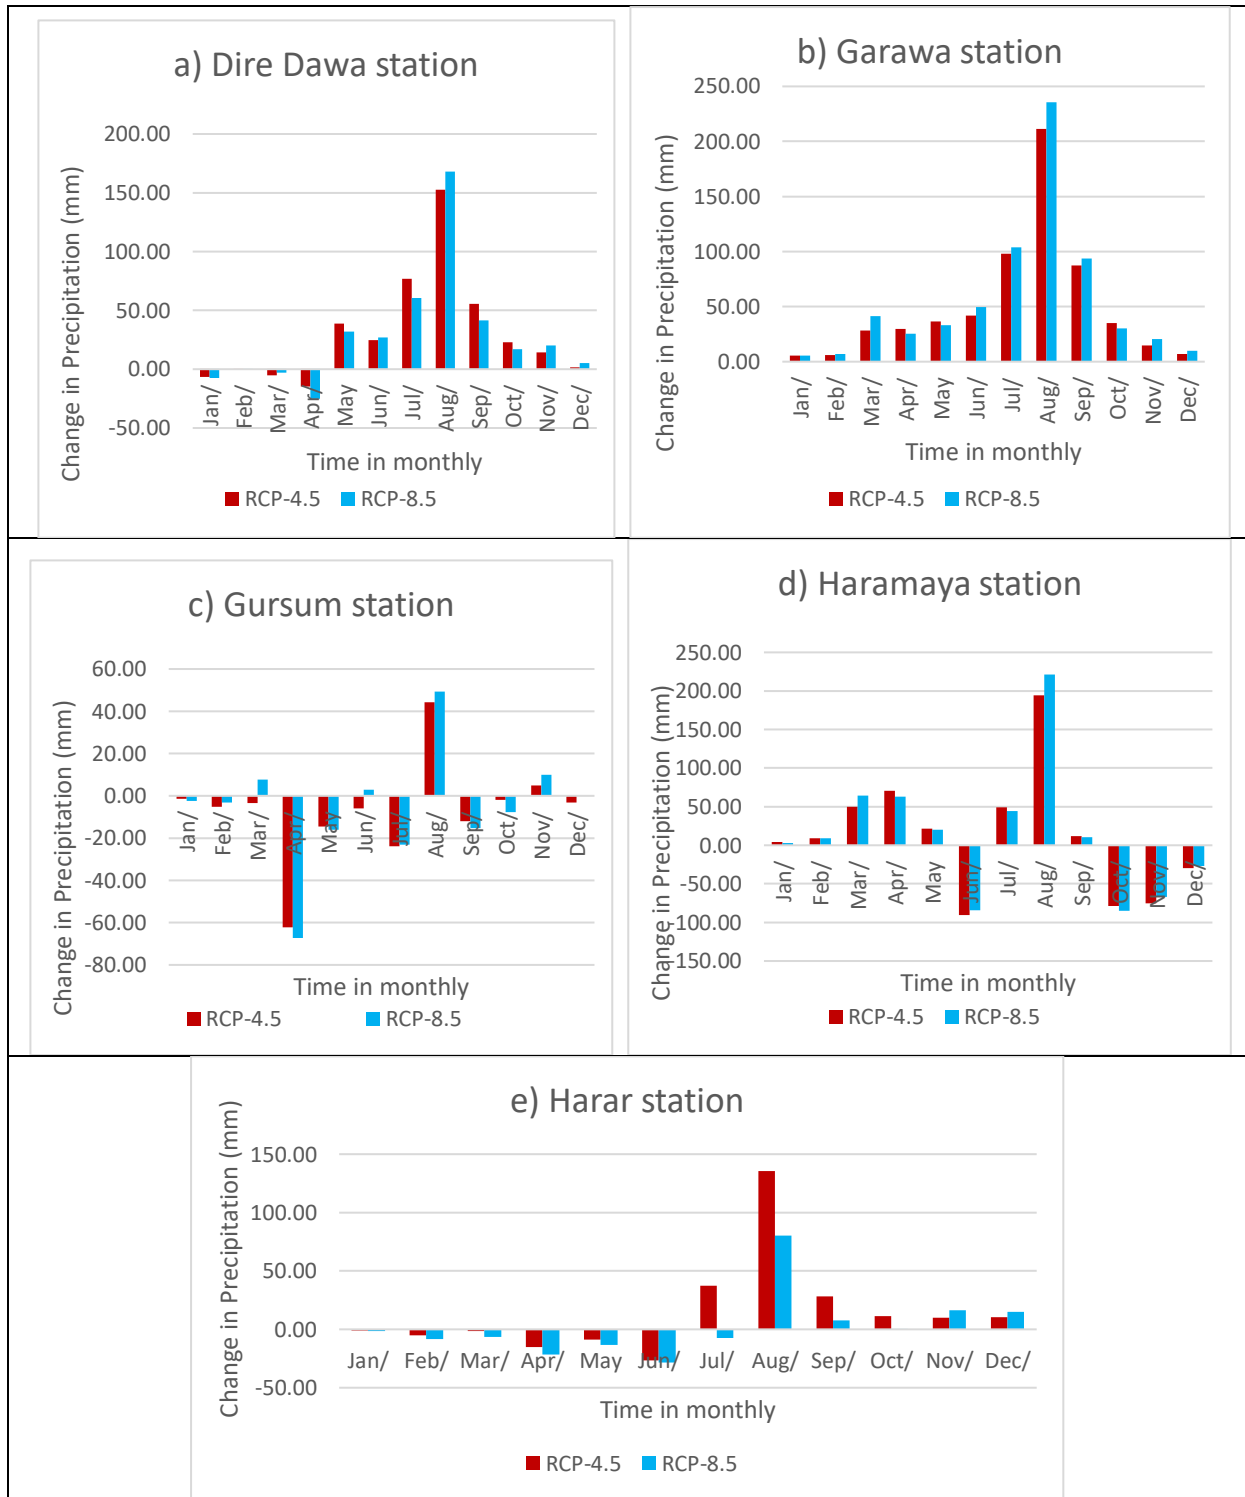 a) Dire Dawa station
Change in Precipitation (mm)
200.00
150.00
100.00
50.00
0.00
-50.00
Jan/ Feb/ Mar/ Apr/ May Jun/ Jul/ Aug/ Sep/ Oct/ Nov/ Dec/
Time in monthly
RCP-4.5 RCP-8.5
b) Garawa station
Change in Precipitation (mm)
250.00
200.00
150.00
100.00
50.00
0.00
Jan/ Feb/ Mar/ Apr/ May Jun/ Jul/ Aug/ Sep Oct/ Nov/ Dec/
Time in monthly
RCP-4.5 RCP-8.5
c) Gursum station
Change in Precipitation (mm)
60.00
40.00
20.00
0.00
-20.00
-40.00
-60.00
-80.00
Jan/ Feb/ Mar/ Apr/ May Jun/ Jul/ Aug/ Sep/ Oct/ Nov/ Dec/
Time in monthly
RCP-4.5 RCP-8.5
d) Haramaya station
Change in Precipitation (mm)
250.00
200.00
150.00
100.00
50.00
0.00
-50.00
-100.00
-150.00
Jan/ Feb/ Mar/ Apr/ May Jun/ Jul/ Aug/ Sep/ Oct/ Nov/ Dec/
Time in monthly
RCP-4.5 RCP-8.5
e) Harar station
Change in Precipitation (mm)
150.00
100.00
50.00
0.00
-50.00
Jan/ Feb/ Mar/ Apr/ May Jun/ Jul/ Aug/ Sep/ Oct/ Nov/ Dec/
Time in monthly
RCP-4.5 RCP-8.5